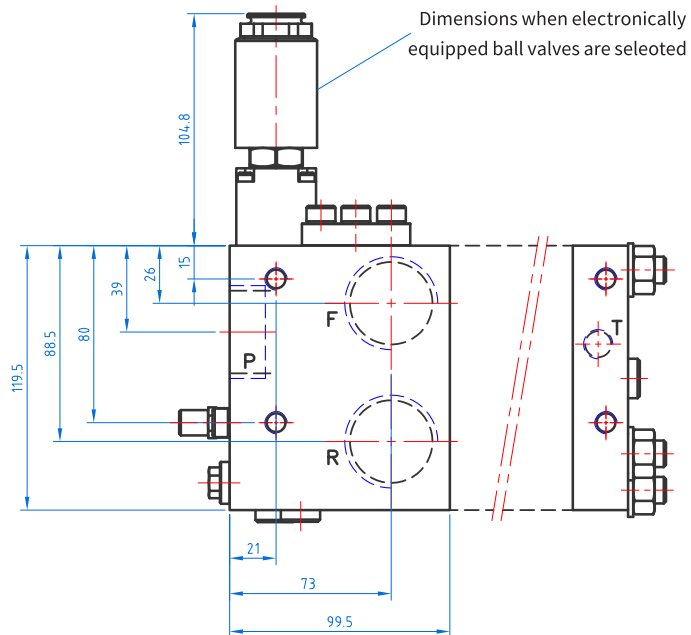 Dimensions when electronically
equipped ball valves are seleoted
104.8
15
26
39
80
88.5
119.5
F
T
P
R
21
73
99.5